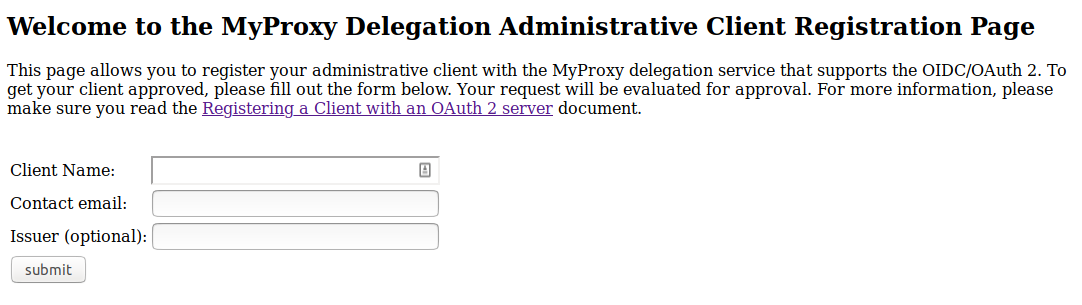 Welcome to the MyProxy Delegation Administrative Client Registration Page
This page allows you to register your administrative client with the MyProxy delegation service that supports the OIDC/OAuth 2. To
get your client approved, please fill out the form below. Your request will be evaluated for approval. For more information, please
make sure you read the Registering a Client with an OAuth 2 server document.
Client Name:
Contact email:
Issuer (optional):
submit